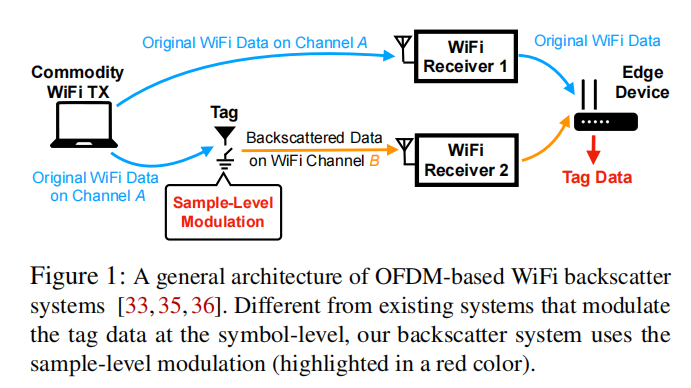 Original WiFi Data on Channel A
WiFi
Receiver 1
Original WiFi Data
Commodity
WiFi TX
Edge
Device
Tag
Backscattered Data
on WiFi Channel B
WiFi
Receiver 2
Original WiFi Data
on Channel A
Sample-Level
Modulation
Tag Data
Figure 1: A general architecture of OFDM-based WiFi backscatter
systems [33,35,36]. Different from existing systems that modulate
the tag data at the symbol-level, our backscatter system uses the
sample-level modulation (highlighted in a red color).